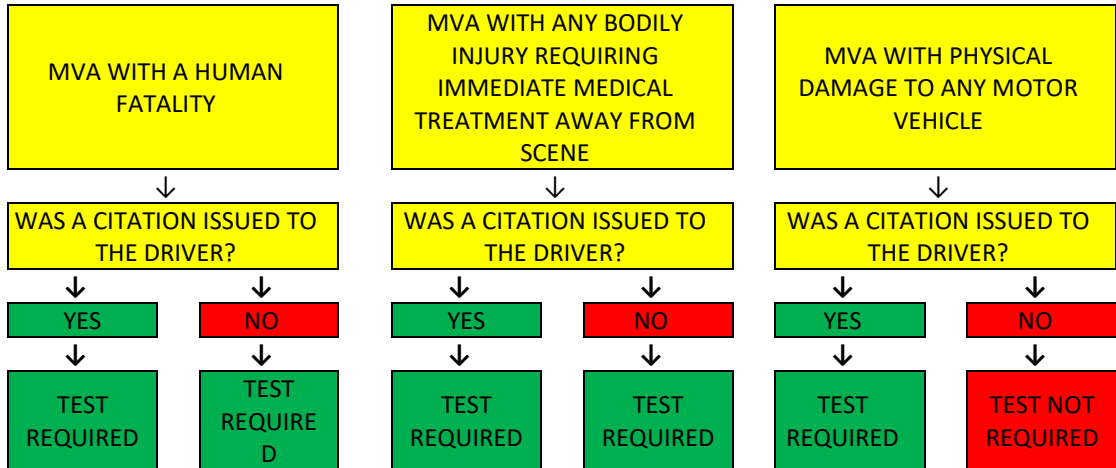 MVA WITH A HUMAN
FATALITY
MVA WITH ANY BODILY
INJURY REQUIRING
IMMEDIATE MEDICAL
TREATMENT AWAY FROM
SCENE
MVA WITH PHYSICAL
DAMAGE TO ANY MOTOR
VEHICLE
WAS A CITATION ISSUED TO
THE DRIVER?
WAS A CITATION ISSUED TO
THE DRIVER?
WAS A CITATION ISSUED TO
THE DRIVER?
YES
NO
YES
NO
YES
NO
TEST
REQUIRED
TEST
REQUIRE
D
TEST
REQUIRED
TEST
REQUIRED
TEST
REQUIRED
TEST NOT
REQUIRED